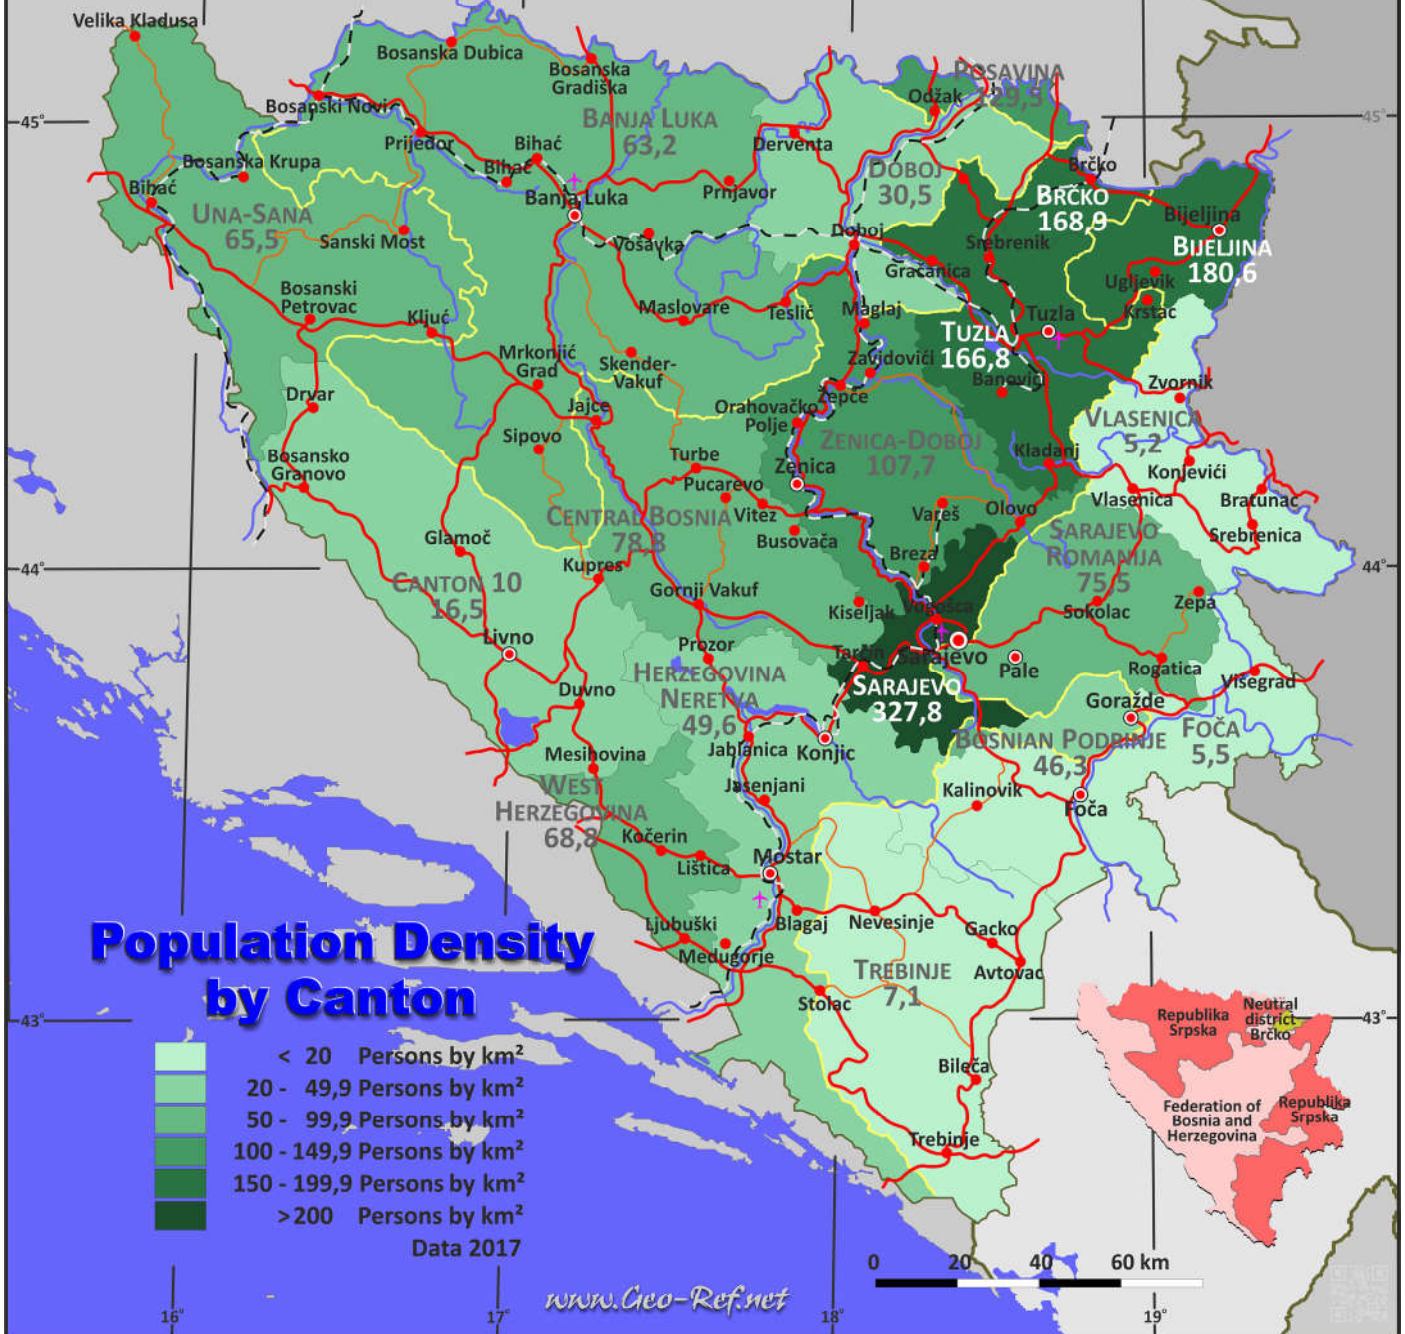 Velika Kladusa
Bosanska Dubica
Bosanska
Gradiška
POSAVINA
129,3
Odžak
45°
45°
Bosanski Novi
BANJA LUKA
63,2
Prijedor
Bihać
Derventa
Bosanska Krupa
Bihać
DOBOJ
30,5
Brčko
Bihać
Banja Luka
Prnjavor
BRČKO
168,9
UNA-SANA
65,5
Bijeljina
Sanski Most
Vošavka
Doboj
Srebrenik
BIJELJINA
180,6
Gračanica
Bosanski
Petrovac
Ključ
Maslovare
Teslić
Maglaj
Ugljevik
Krstac
Tuzla
TUZLA
166,8
Mrkonjić
Grad
Skender-
Vakuf
Zavidovići
Banovići
Zvornik
Drvar
Jajce
Orahovačko
Polje
Žepče
VLASENICA
5,2
Sipovo
ZENICA-DOBOJ
107,7
Bosansko
Granovo
Turbe
Zenica
Kladanj
Konjevići
Pucarevo
Vlasenica
Bratunac
CENTRAL BOSNIA
78,3
Vitez
Vareš
Olovo
Srebrenica
Glamoč
Busovača
SARAJEVO
ROMANIJA
75,5
Breza
44°
44°
Kupres
CANTON 10
16,5
Gornji Vakuf
Kiseljak
Vogošca
Sokolac
Zepa
Livno
Prozor
Tarčin
Sarajevo
Pale
Rogatica
Višegrad
HERZEGOVINA
NERETVA
49,6
SARAJEVO
327,8
Duvno
Goražde
Jablanica
Konjic
BOSNIAN PODRINJE
46,3
FOČA
5,5
Mesihovina
WEST
HERZEGOVINA
68,8
Jasenjani
Kalinovik
Foča
Kočerin
Lištica
Mostar
Ljubuški
Blagaj
Nevesinje
Gacko
Medugorje
Avtovac
TREBINJE
7,1
Stolac
Bileča
Trebinje
Population Density
by Canton
43°
43°
< 20 Persons by km²
20 - 49,9 Persons by km²
50 - 99,9 Persons by km²
100 - 149,9 Persons by km²
150 - 199,9 Persons by km²
>200 Persons by km²
Data 2017
Republika
Srpska
Neutral
district
Brčko
Federation of
Bosnia and
Herzegovina
Republika
Srpska
0 20 40 60 km
www.Geo-Ref.net
16° 17° 18° 19°